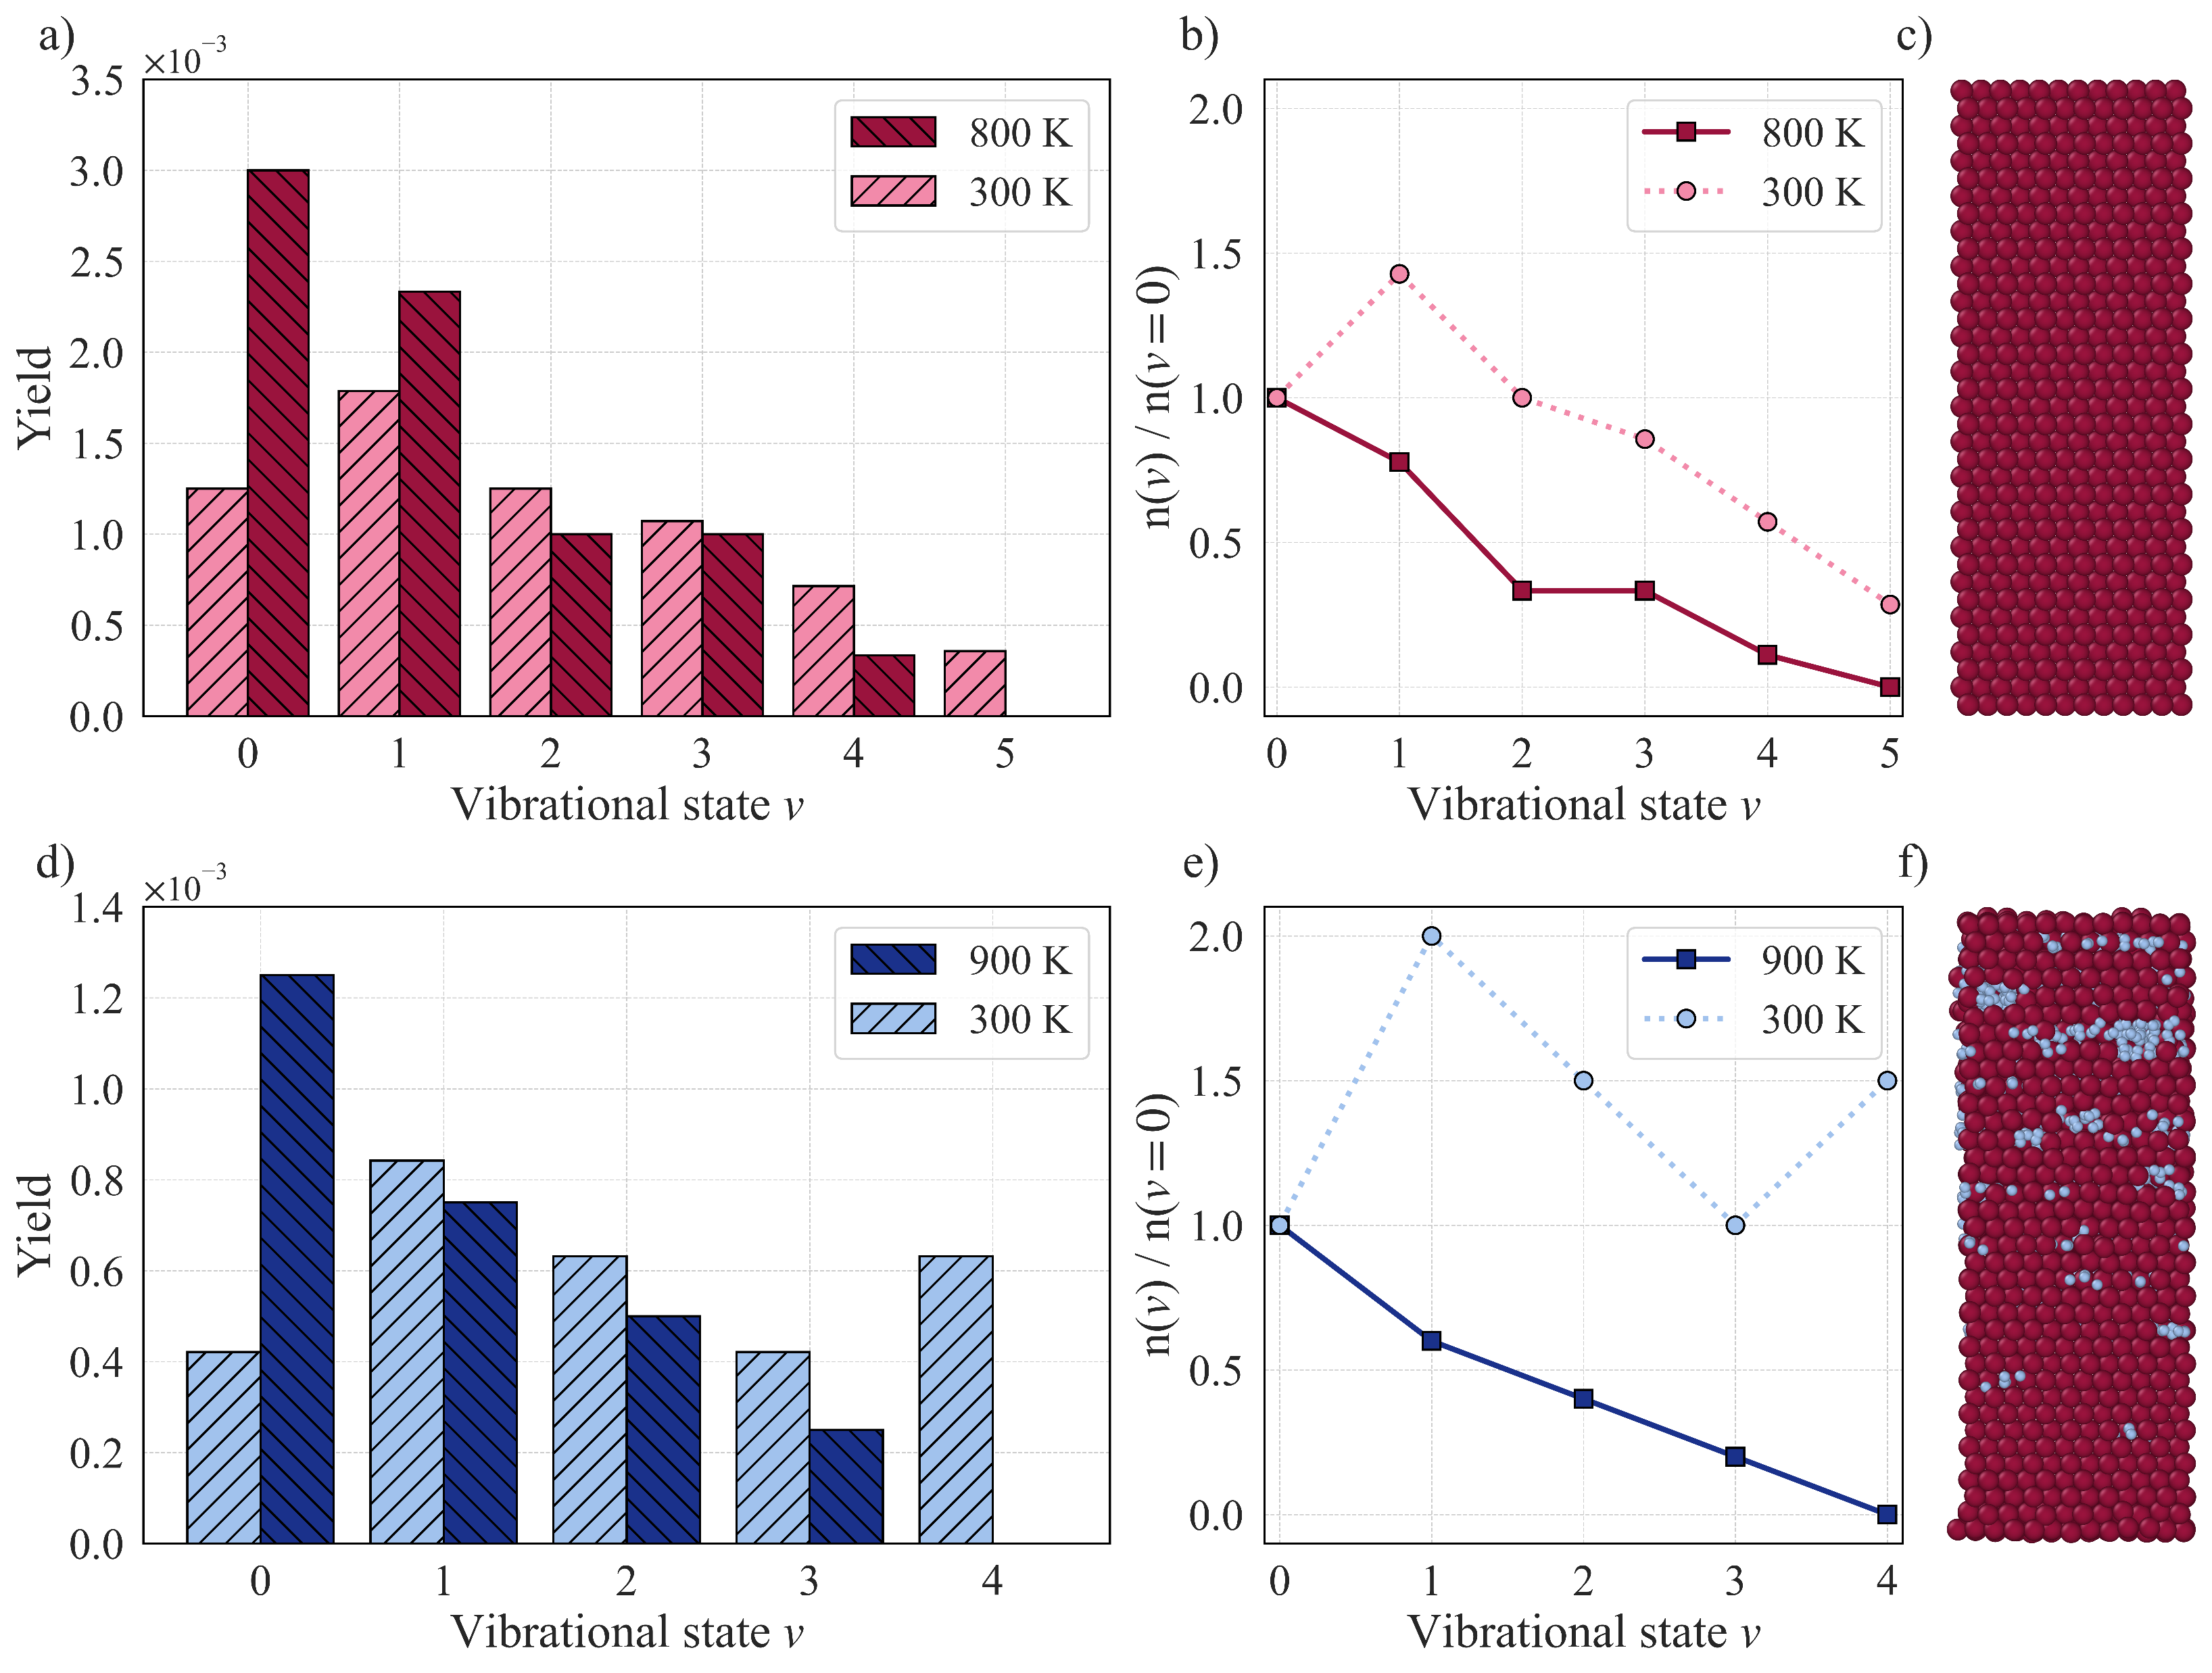 a)
×10⁻³
3.5
3.0
2.5
2.0
1.5
1.0
0.5
0.0
Yield
800 K
300 K
0 1 2 3 4 5
Vibrational state v
b)
2.0
1.5
1.0
0.5
0.0
n(v) / n(v = 0)
800 K
300 K
0 1 2 3 4 5
Vibrational state v
c)
d)
×10⁻³
1.4
1.2
1.0
0.8
0.6
0.4
0.2
0.0
Yield
900 K
300 K
0 1 2 3 4
Vibrational state v
e)
2.0
1.5
1.0
0.5
0.0
n(v) / n(v = 0)
900 K
300 K
0 1 2 3 4
Vibrational state v
f)